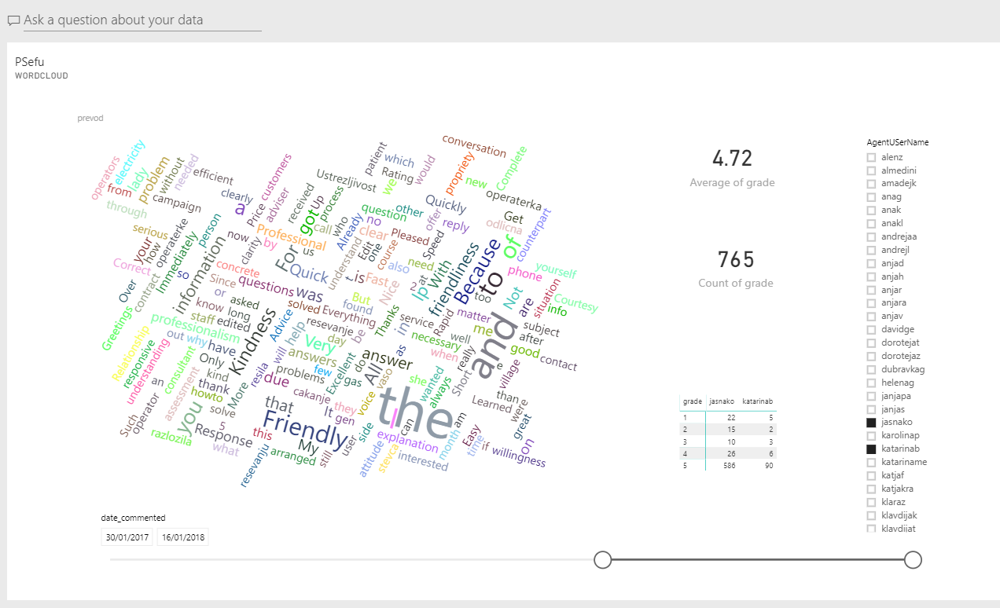 Ask a question about your data
PSefu
WORDCLOUD
prevod
operators
electricity
lady
problem
without
needed
from
through
campaign
efficient
clearly
a
Price
customers
adviser
received
got
Up
process
call
Ustrezljivost
patient
which
Rating
we
would
conversation
propriety
new
Complete
operaterka
Get
odlicna
counterpart
question
other
Quickly
offer
reply
no
who
Already
clear
Pleased
Speed
serious
your
how
operaterke
person
Immediately
Correct
Over
contract
so
information
now
clarity
Professional
by
For
us
Quick
understand
Edit
one
course
also
need
at
2
is
Fast
Nice
Ip
With
friendliness
Because
to
of
too
phone
yourself
Not
are
situation
info
Courtesy
concrete
Since
questions
was
But
found
or
know
asked
long
edited
staff
solved
Everything
Advice
resevanje
day
be
Thanks
in
service
Rapid
matter
me
necessary
well
and
subject
after
good
contact
Greetings
Relationship
responsive
understanding
professionalism
out
why
have
Only
kind
Kindness
resila
will
help
Very
answers
problems
few
Excellent
do
gas
answer
All
as
vaso
when
really
Short
village
she
wanted
always
consultant
an
assessment
thank
howto
More
solve
5
due
cakanje
they
voice
It
gen
Such
operator
razlozila
you
Response
what
that
Friendly
this
My
arranged
resevanju
still
user
side
the
I
can
explanation
attitude
stevca
interested
month
am
Easy
time
if
willingness
on
Learned
than
were
great
4.72
Average of grade
765
Count of grade
grade jasnako katarinab
1 22 5
2 15 2
3 10 3
4 26 6
5 586 90
AgentUSerName
alenz
almedini
amadejk
anag
anak
anakl
andrejaa
andrejl
anjad
anjah
anjar
anjara
anjav
davidge
dorotejat
dorotejaz
dubravkag
helenag
janjapa
janjas
jasnako
karolinap
katarinab
katariname
katjaf
katjakra
klaraz
klavdijak
date_commented
30/01/2017 16/01/2018